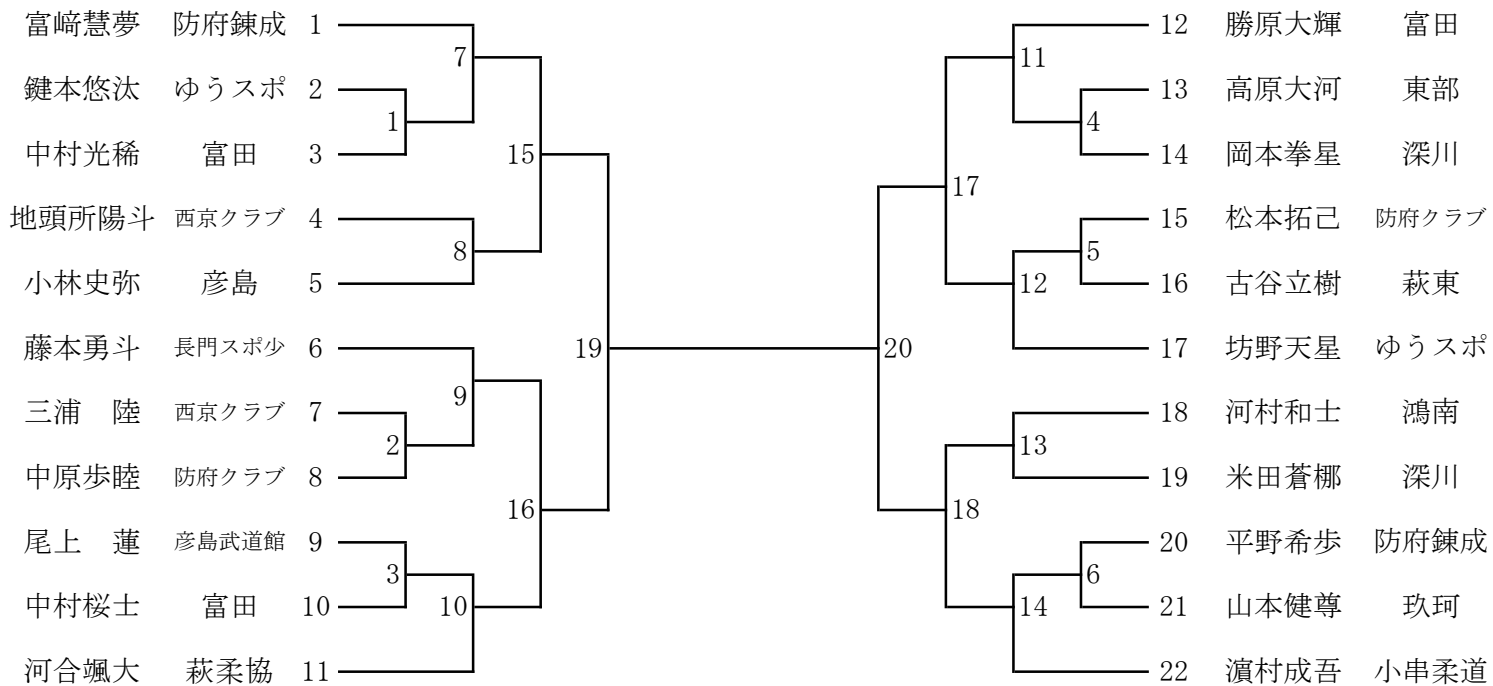 富﨑慧夢 防府錬成 1
7
鍵本悠汰 ゆうスポ 2
1
中村光稀 富田 3
15
地頭所陽斗 西京クラブ 4
8
小林史弥 彦島 5
藤本勇斗 長門スポ少 6
19
9
三浦 陸 西京クラブ 7
2
中原歩睦 防府クラブ 8
16
尾上 蓮 彦島武道館 9
3
中村桜士 富田 10
10
河合颯大 萩柔協 11
12 勝原大輝 富田
11
13 高原大河 東部
4
14 岡本拳星 深川
17
15 松本拓己 防府クラブ
5
12
16 古谷立樹 萩東
17 坊野天星 ゆうスポ
20
18 河村和士 鴻南
13
19 米田蒼梛 深川
18
20 平野希歩 防府錬成
6
14
21 山本健尊 玖珂
22 濵村成吾 小串柔道